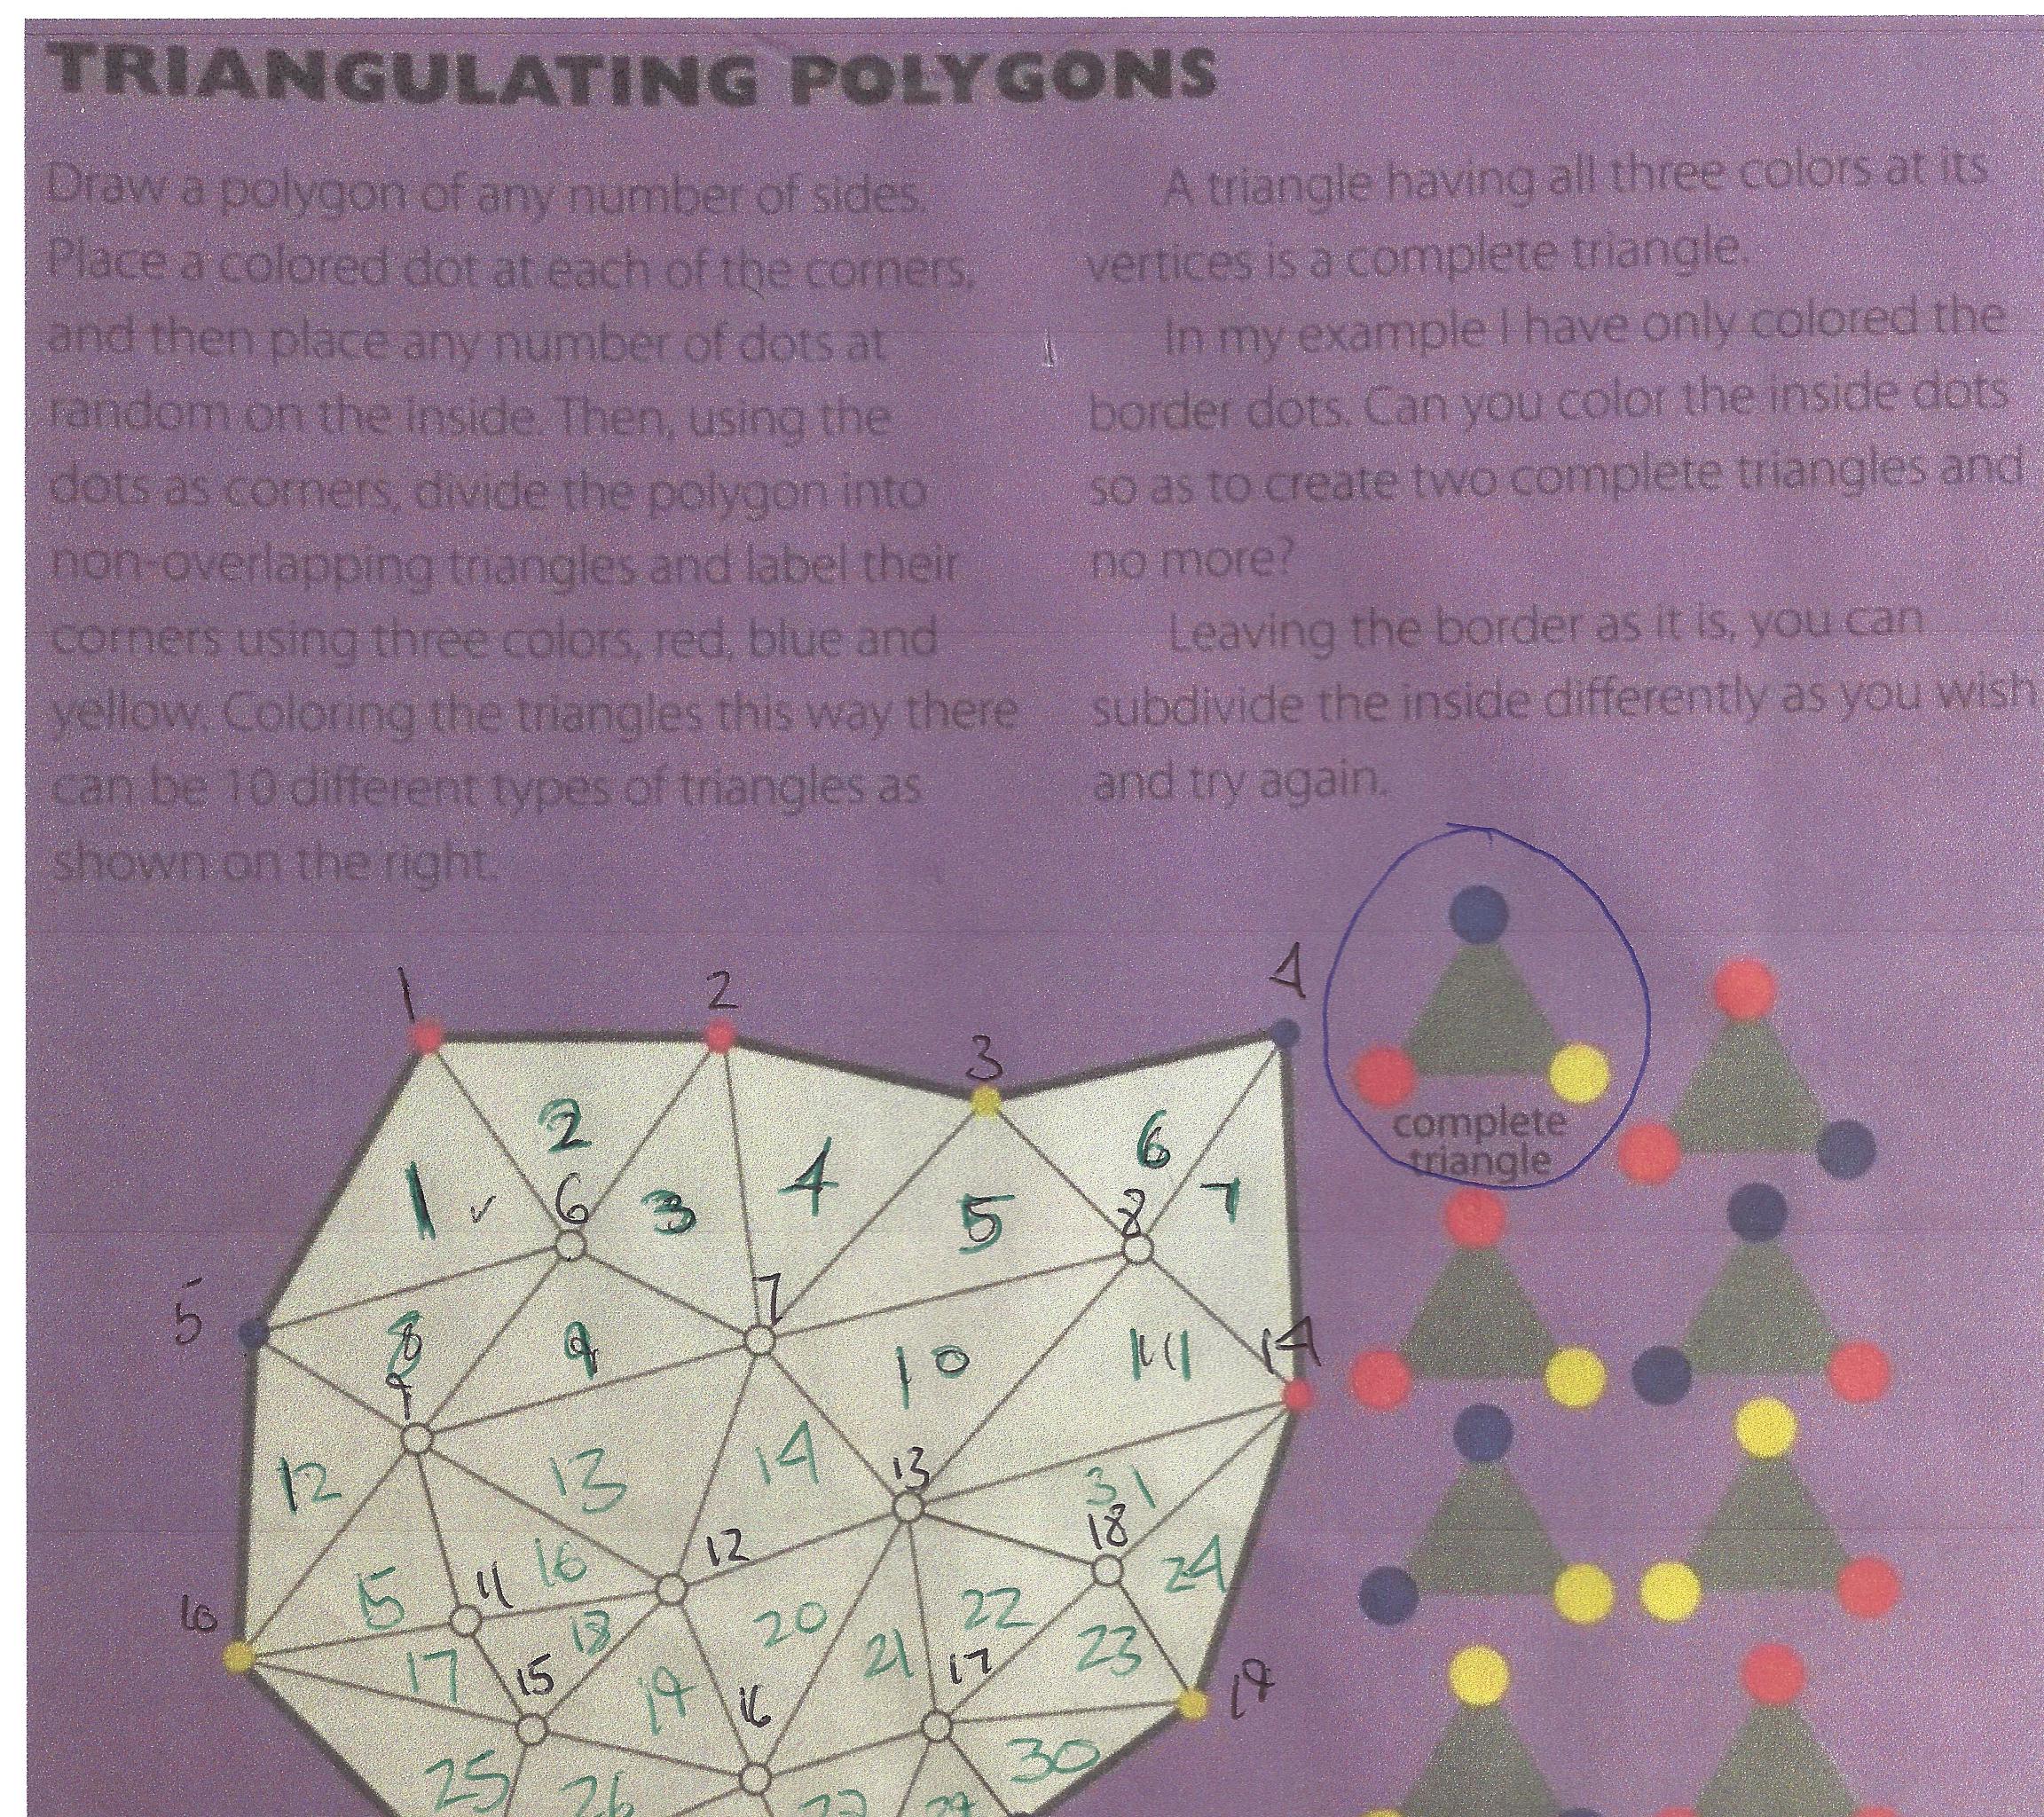 TRIANGULATING POLYGONS
Draw a polygon of any number of sides.
Place a colored dot at each of the corners,
and then place any number of dots at
random on the inside. Then, using the
dots as corners, divide the polygon into
non-overlapping triangles and label their
corners using three colors, red, blue and
yellow. Coloring the triangles this way there
can be 10 different types of triangles as
shown on the right.
A triangle having all three colors at its
vertices is a complete triangle.
In my example I have only colored the
border dots. Can you color the inside dots
so as to create two complete triangles and
no more?
Leaving the border as it is, you can
subdivide the inside differently as you wish
and try again.
complete
triangle
1
2
3
4
2
6
1
6
3
4
5
8
7
5
7
8
9
10
11
14
9
12
13
14
13
31
18
12
16
11
24
10
15
18
20
22
23
17
15
19
21
17
16
19
25
26
30
27
29